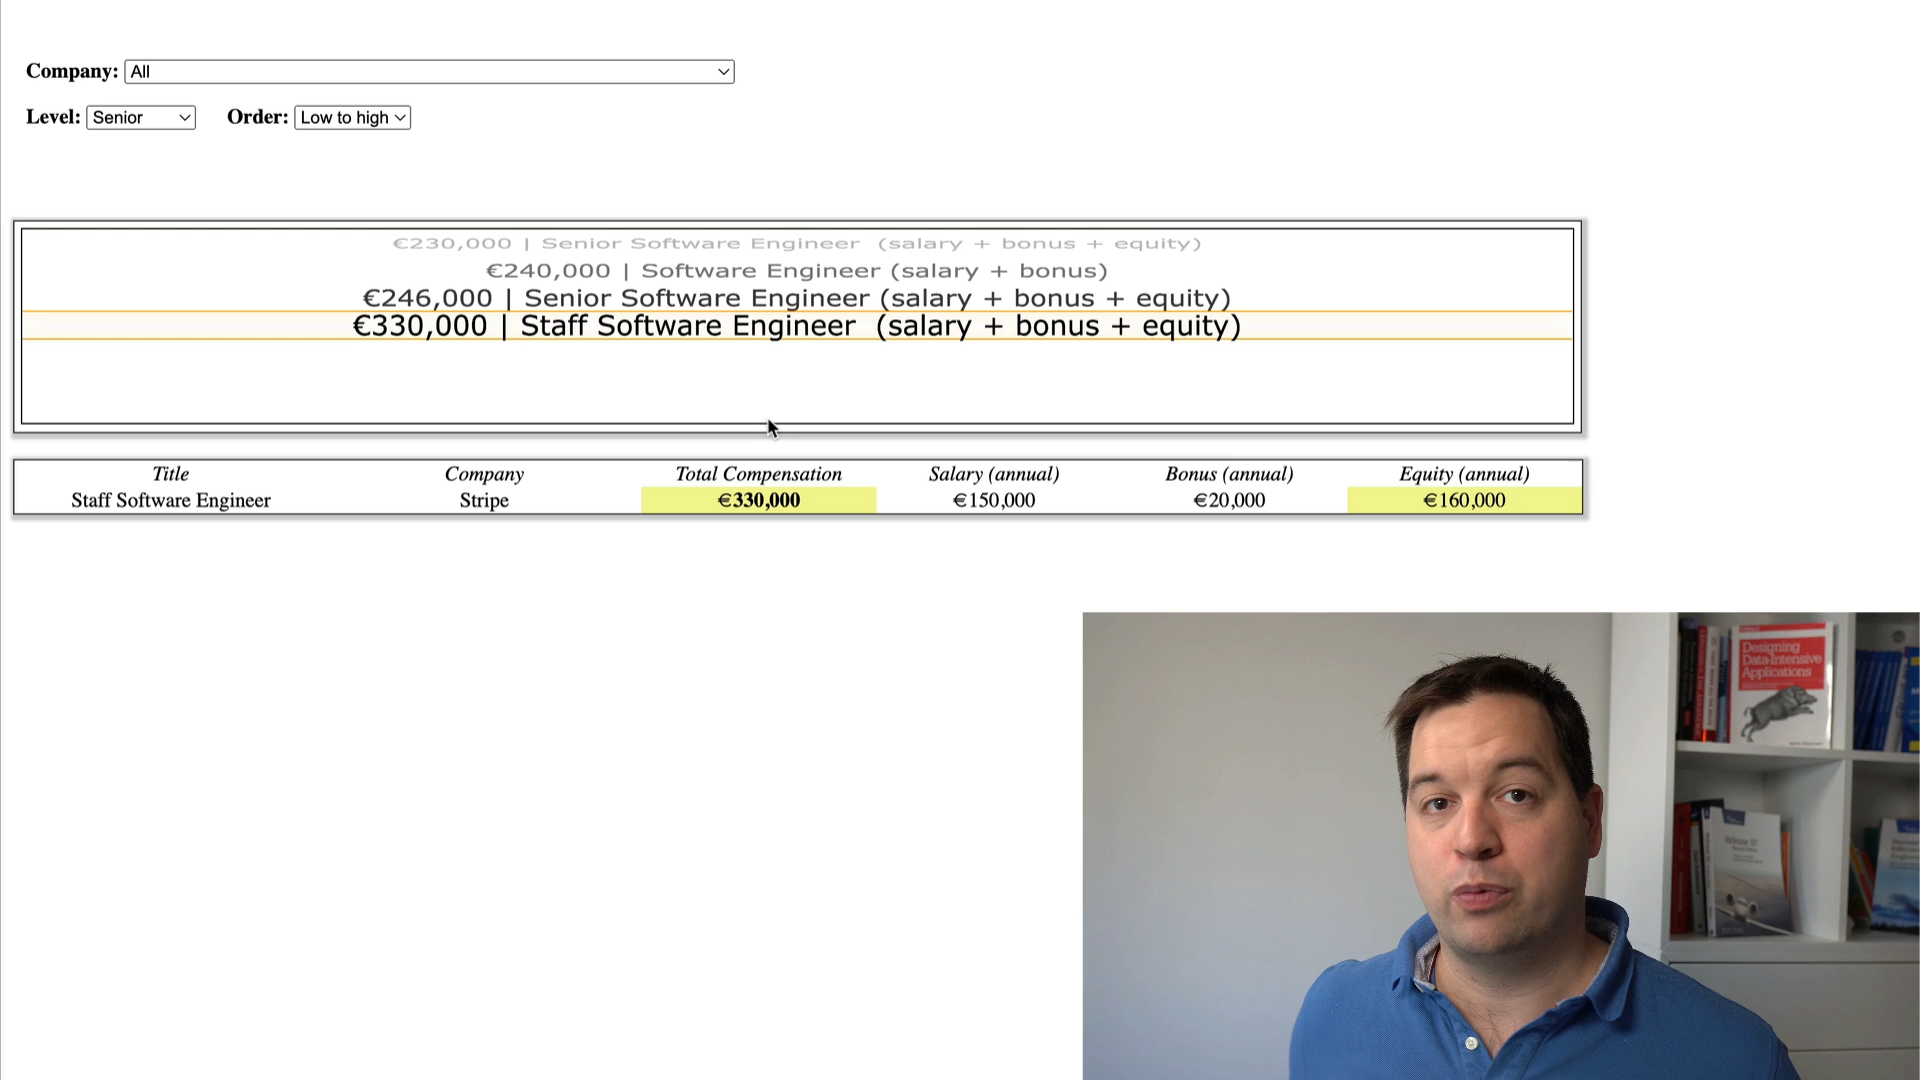 Company: All
Level: Senior Order: Low to high
€230,000 | Senior Software Engineer (salary + bonus + equity)
€240,000 | Software Engineer (salary + bonus)
€246,000 | Senior Software Engineer (salary + bonus + equity)
€330,000 | Staff Software Engineer (salary + bonus + equity)
Title Company Total Compensation Salary (annual) Bonus (annual) Equity (annual)
Staff Software Engineer Stripe €330,000 €150,000 €20,000 €160,000
Designing
Data-Intensive
Applications
Release It!